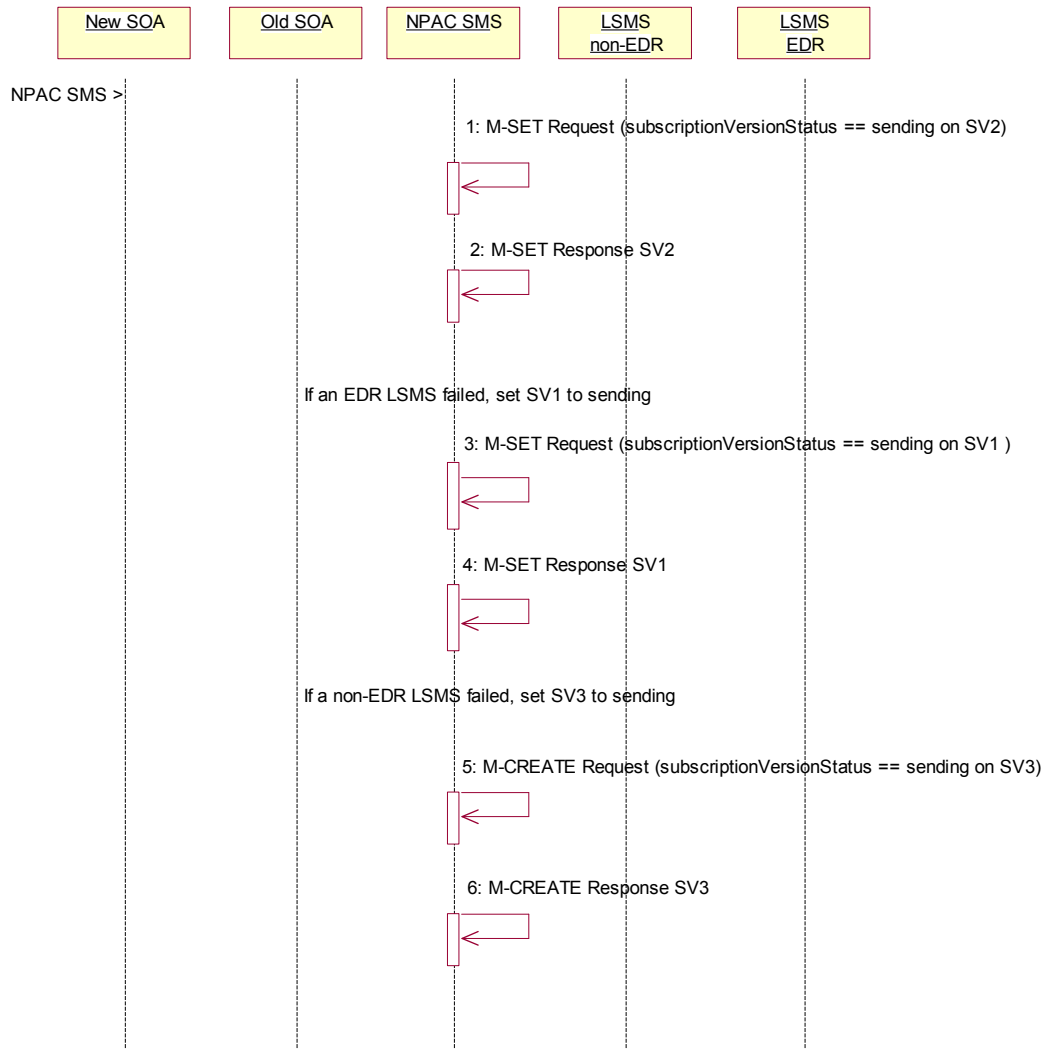 New SOA
Old SOA
NPAC SMS
LSMS
non-EDR
LSMS
EDR
NPAC SMS >
1: M-SET Request (subscriptionVersionStatus == sending on SV2)
2: M-SET Response SV2
If an EDR LSMS failed, set SV1 to sending
3: M-SET Request (subscriptionVersionStatus == sending on SV1 )
4: M-SET Response SV1
If a non-EDR LSMS failed, set SV3 to sending
5: M-CREATE Request (subscriptionVersionStatus == sending on SV3)
6: M-CREATE Response SV3